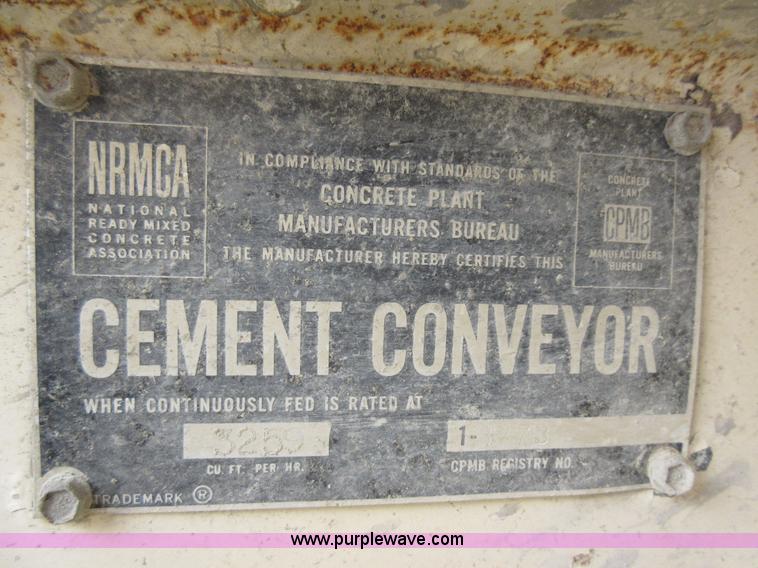 NRMCA
NATIONAL
READY MIXED
CONCRETE
ASSOCIATION
IN COMPLIANCE WITH STANDARDS OF THE
CONCRETE PLANT
MANUFACTURERS BUREAU
THE MANUFACTURER HEREBY CERTIFIES THIS
CONCRETE
PLANT
CPMB
MANUFACTURERS
BUREAU
CEMENT CONVEYOR
WHEN CONTINUOUSLY FED IS RATED AT
CU. FT. PER HR.
CPMB REGISTRY NO.
TRADEMARK ®
www.purplewave.com